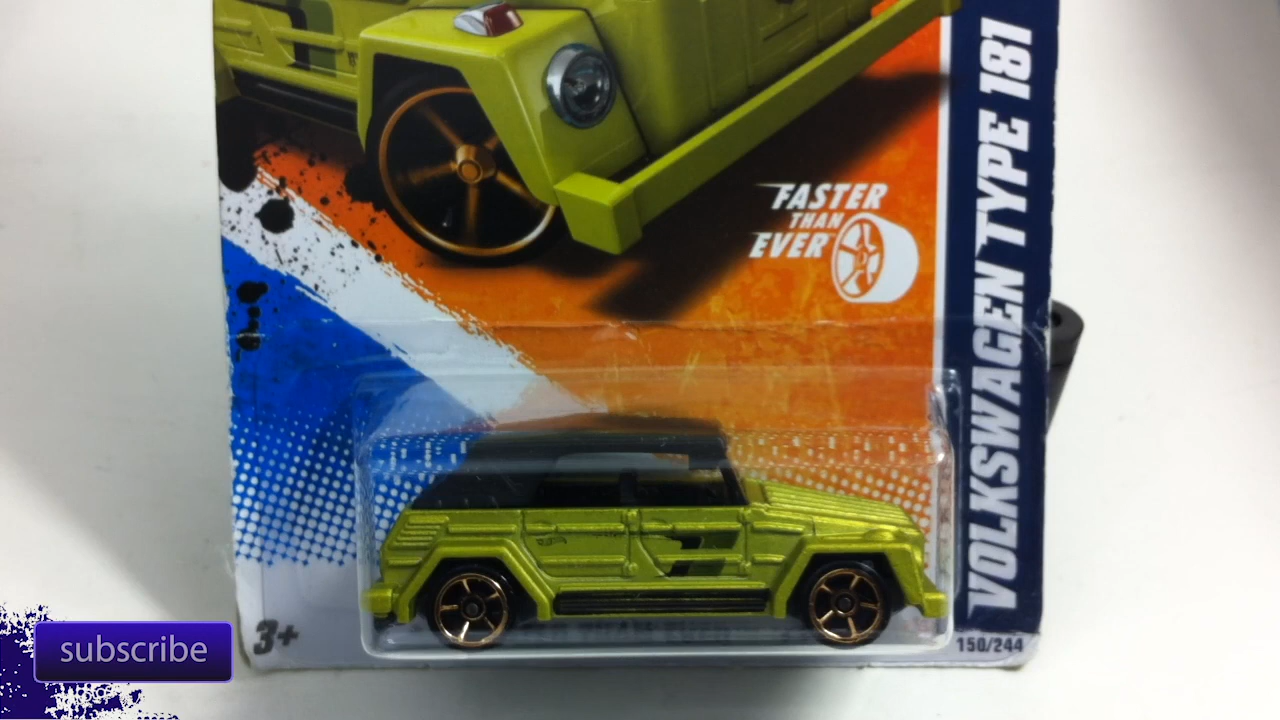 FASTER
THAN
EVER
VOLKSWAGEN TYPE 181
3+
150/244
subscribe